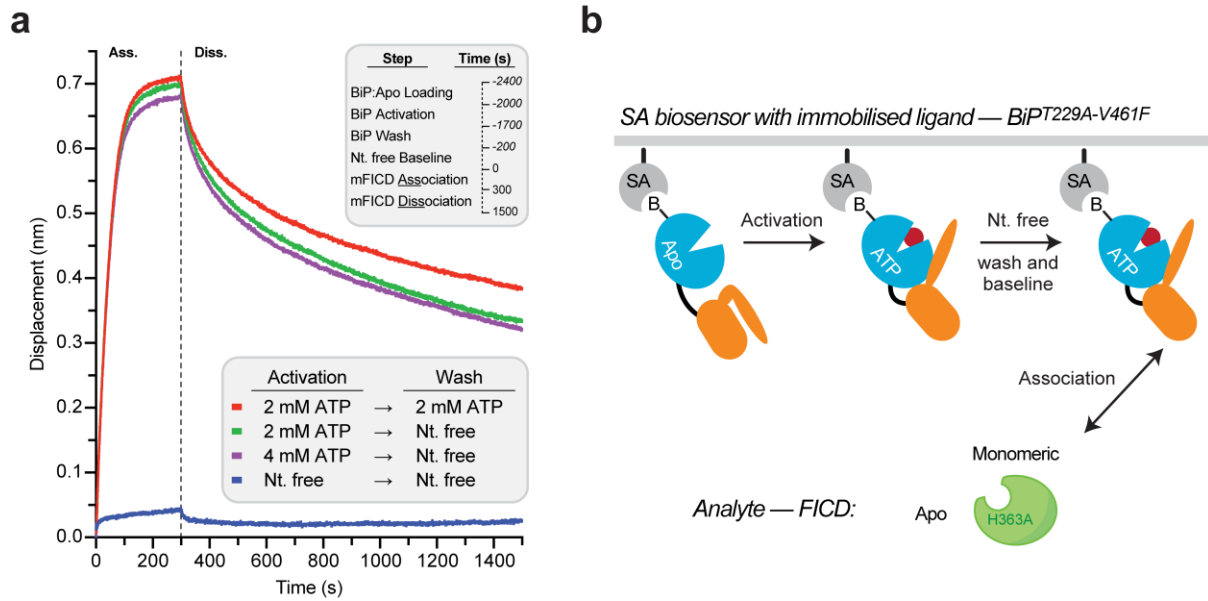 a
Ass.
Diss.
Displacement (nm)
0.7
0.6
0.5
0.4
0.3
0.2
0.1
0.0
0
200
400
600
800
1000
1200
1400
Time (s)
Step
Time (s)
BiP:Apo Loading
BiP Activation
BiP Wash
Nt. free Baseline
mFICD Association
mFICD Dissociation
-2400
-2000
-1700
-200
0
300
1500
Activation
Wash
2 mM ATP → 2 mM ATP
2 mM ATP → Nt. free
4 mM ATP → Nt. free
Nt. free → Nt. free
b
SA biosensor with immobilised ligand — BiPT229A-V461F
SA
B
Apo
Activation
SA
B
ATP
Nt. free
wash and
baseline
SA
B
ATP
Association
Monomeric
Analyte — FICD:
Apo
H363A